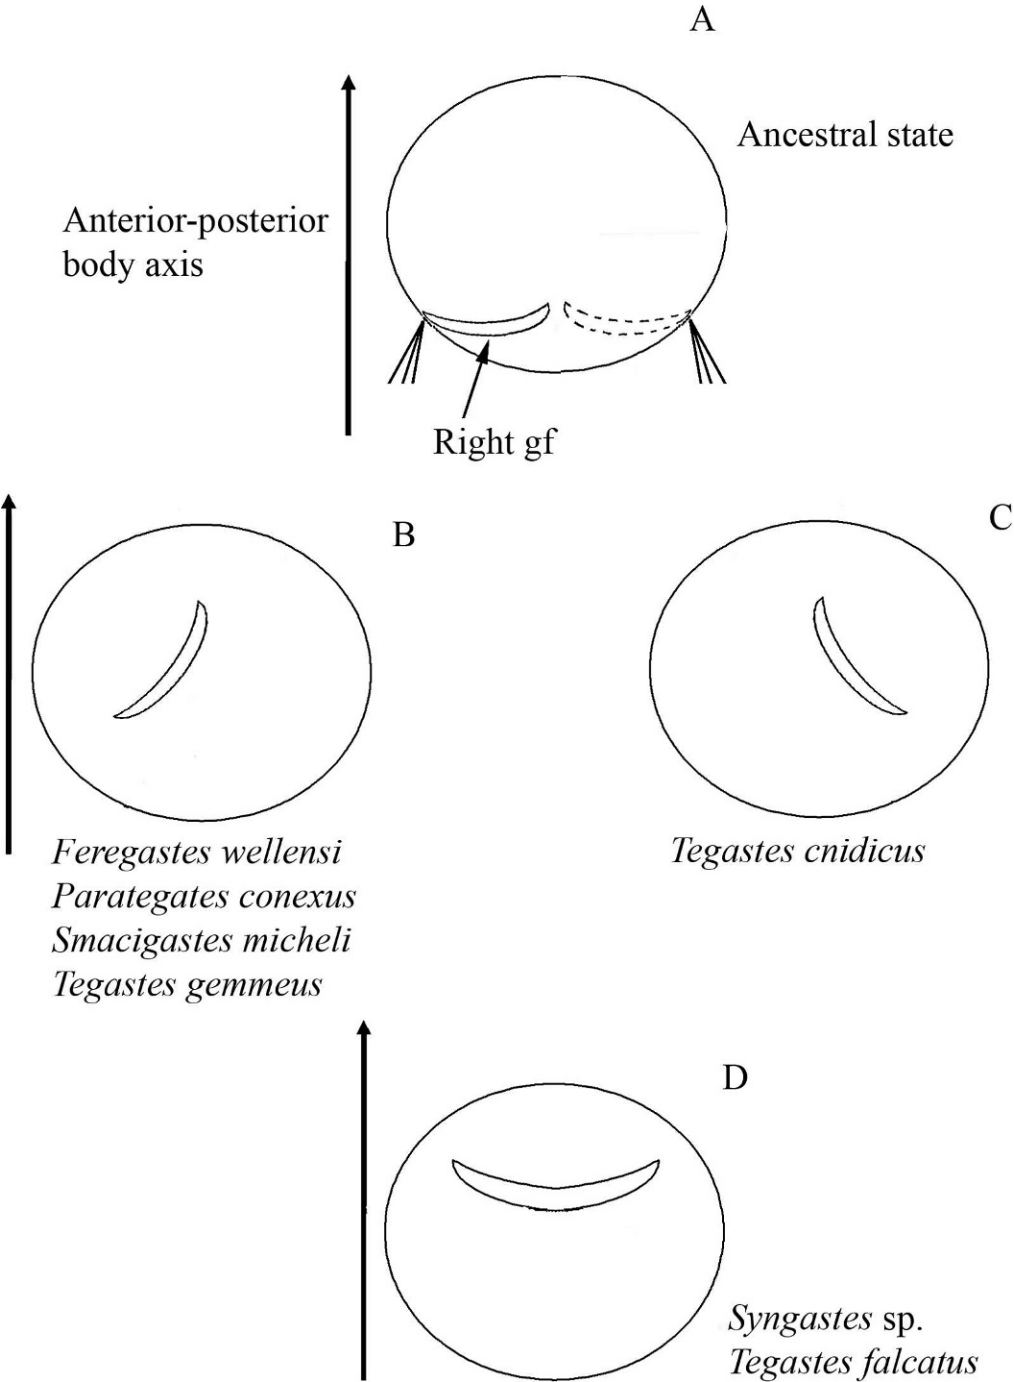 A
Ancestral state
Anterior-posterior
body axis
Right gf
B
C
Feregastes wellensi
Parategates conexus
Smacigastes micheli
Tegastes gemmeus
Tegastes cnidicus
D
Syngastes sp.
Tegastes falcatus